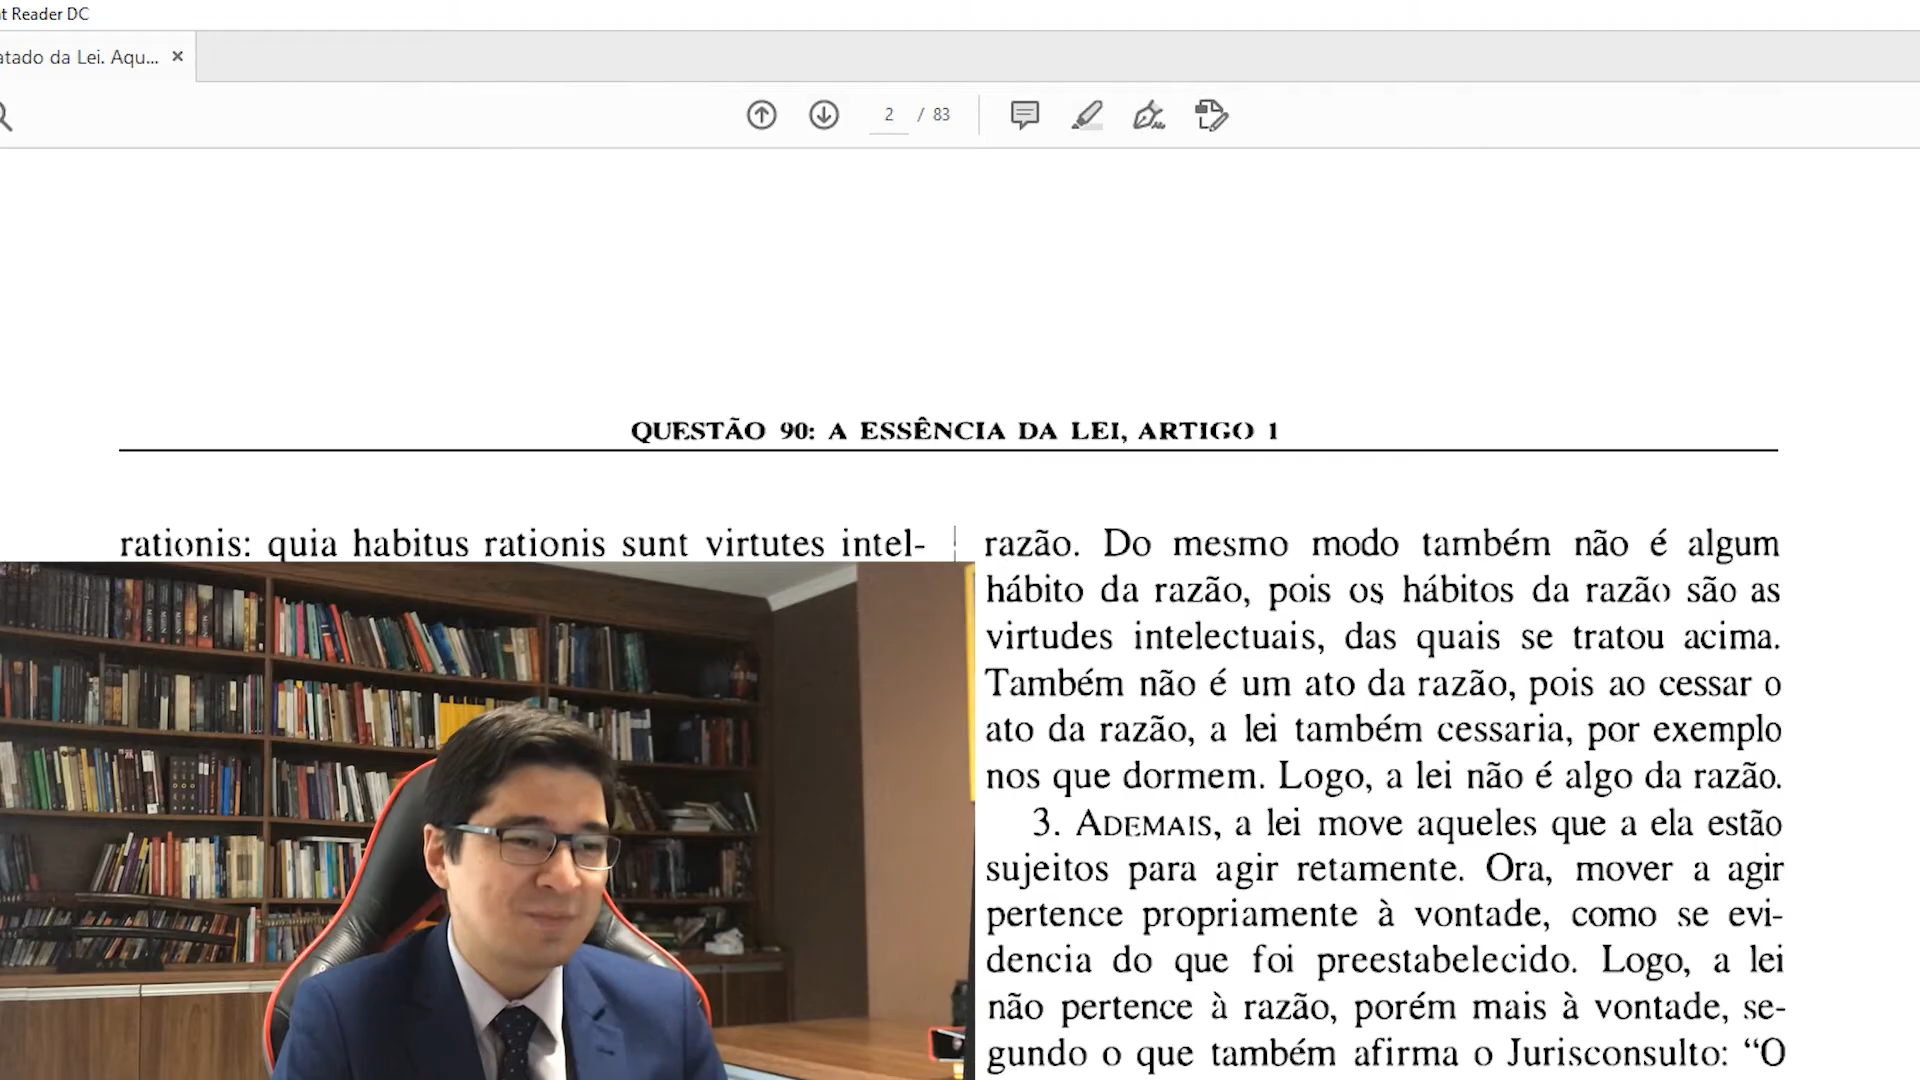 t Reader DC
atado da Lei. Aqu...
2 / 83
QUESTÃO 90: A ESSÊNCIA DA LEI, ARTIGO 1
rationis: quia habitus rationis sunt virtutes intel-
razão. Do mesmo modo também não é algum
hábito da razão, pois os hábitos da razão são as
virtudes intelectuais, das quais se tratou acima.
Também não é um ato da razão, pois ao cessar o
ato da razão, a lei também cessaria, por exemplo
nos que dormem. Logo, a lei não é algo da razão.
3. ADEMAIS, a lei move aqueles que a ela estão
sujeitos para agir retamente. Ora, mover a agir
pertence propriamente à vontade, como se evi-
dencia do que foi preestabelecido. Logo, a lei
não pertence à razão, porém mais à vontade, se-
gundo o que também afirma o Jurisconsulto: “O